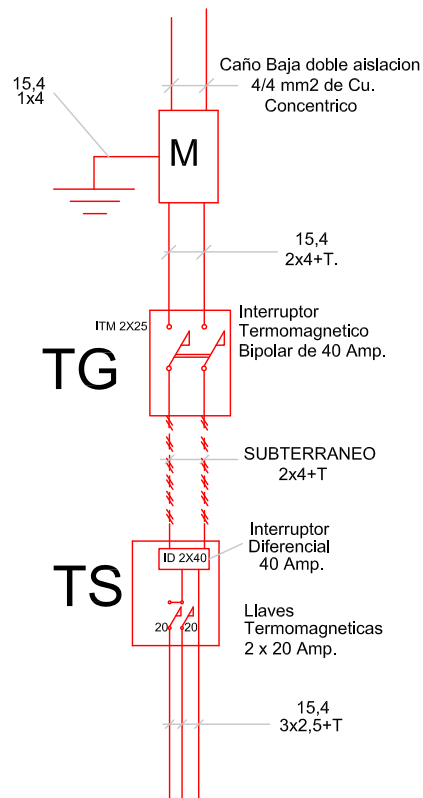 Caño Baja doble aislacion
4/4 mm2 de Cu.
Concentrico
15,4
1x4
M
15,4
2x4+T.
ITM 2X25
Interruptor
Termomagnetico
Bipolar de 40 Amp.
TG
SUBTERRANEO
2x4+T
Interruptor
Diferencial
40 Amp.
ID 2X40
TS
20
20
Llaves
Termomagneticas
2 x 20 Amp.
15,4
3x2,5+T